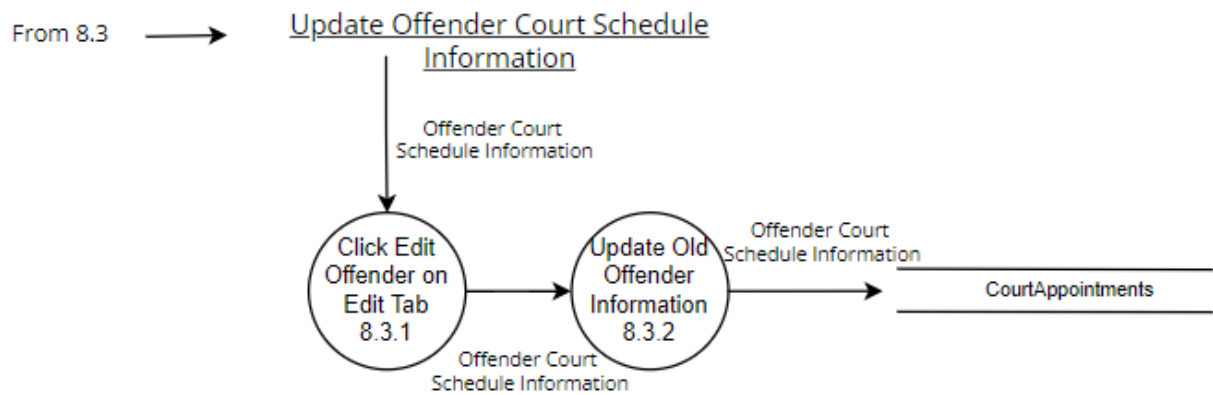 From 8.3
Update Offender Court Schedule
Information
Offender Court
Schedule Information
Click Edit
Offender on
Edit Tab
8.3.1
Update Old
Offender
Information
8.3.2
Offender Court
Schedule Information
CourtAppointments
Offender Court
Schedule Information